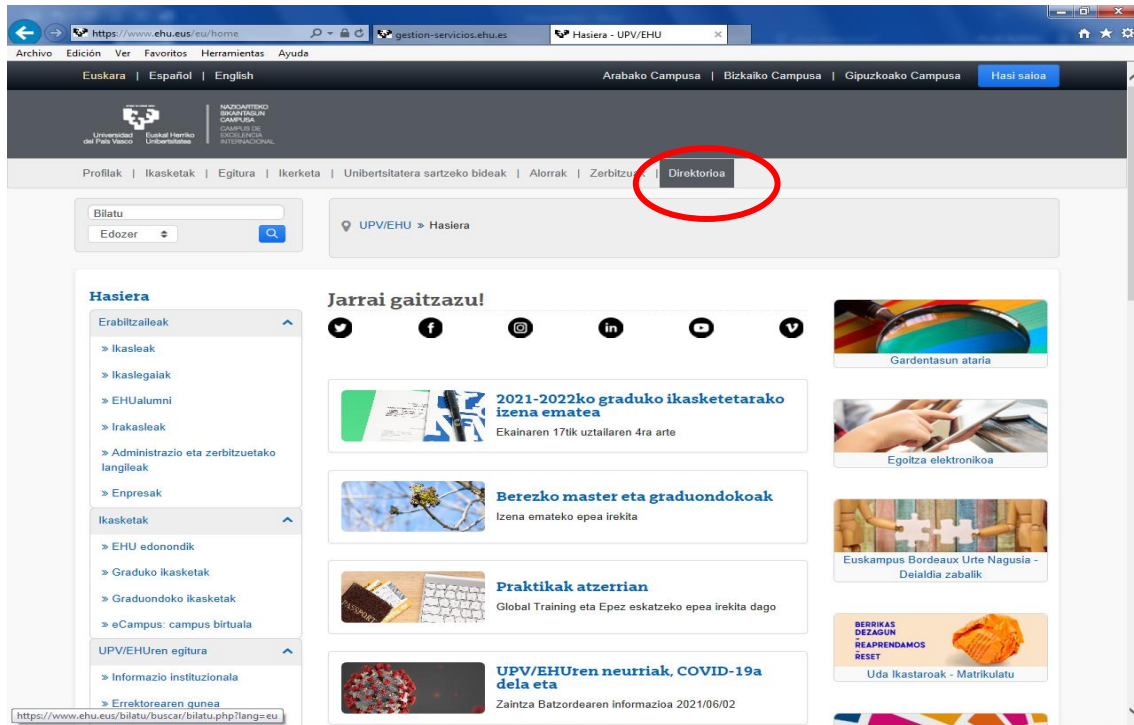 https://www.ehu.eus/eu/home
gestion-servicios.ehu.es
Hasiera - UPV/EHU
Archivo Edición Ver Favoritos Herramientas Ayuda
Euskara | Español | English
Arabako Campusa | Bizkaiko Campusa | Gipuzkoako Campusa
Hasi saioa
Universidad del País Vasco
Euskal Herriko Unibertsitatea
NAZIOARTEKO
BIKAINTASUN
CAMPUSA
CAMPUS DE
EXCELENCIA
INTERNACIONAL
Profilak | Ikasketak | Egitura | Ikerketa | Unibertsitatera sartzeko bideak | Alorrak | Zerbitzuak | Direktorioa
Bilatu
Edozer
UPV/EHU » Hasiera
Hasiera
Erabiltzaileak
» Ikasleak
» Ikaslegaiak
» EHUalumni
» Irakasleak
» Administrazio eta zerbitzuetako
langileak
» Enpresak
Ikasketak
» EHU edonondik
» Graduko ikasketak
» Graduondoko ikasketak
» eCampus: campus birtuala
UPV/EHUren egitura
» Informazio instituzionala
» Errektorearen gunea
Jarrai gaitzazu!
2021-2022ko graduko ikasketetarako
izena ematea
Ekainaren 17tik uztailaren 4ra arte
Berezko master eta graduondokoak
Izena emateko epea irekita
PASSPORT
Praktikak atzerrian
Global Training eta Epez eskatzeko epea irekita dago
UPV/EHUren neurriak, COVID-19a
dela eta
Zaintza Batzordearen informazioa 2021/06/02
Gardentasun ataria
Egoitza elektronikoa
Euskampus Bordeaux Urte Nagusia -
Deialdia zabalik
BERRIKAS
DEZAGUN
REAPRENDAMOS
RESET
Uda Ikastaroak - Matrikulatu
https://www.ehu.eus/bilatu/buscar/bilatu.php?lang=eu